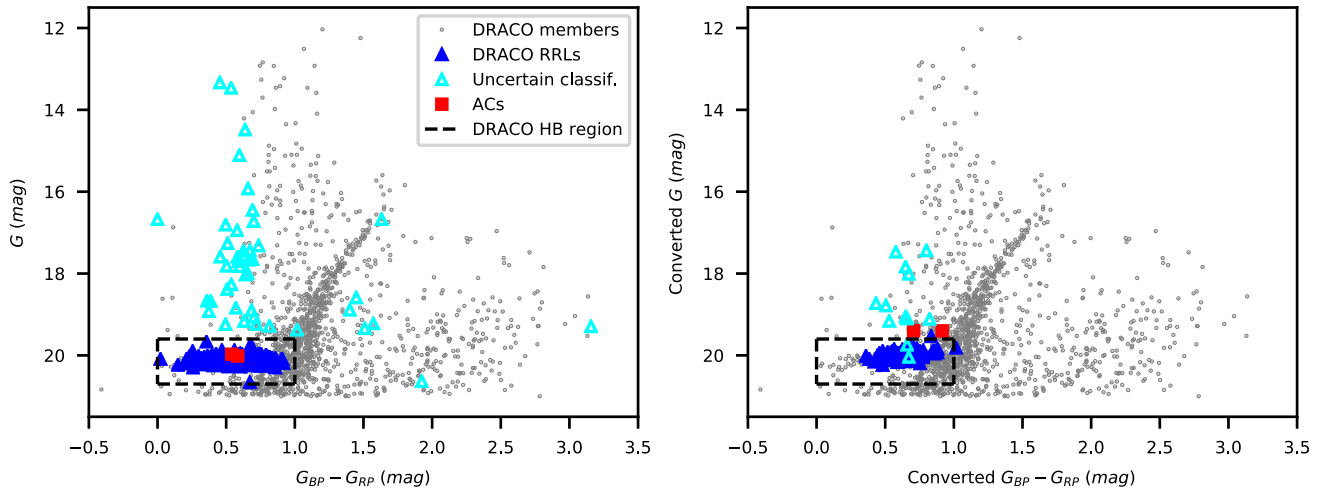 12
14
16
18
20
G (mag)
−0.5 0.0 0.5 1.0 1.5 2.0 2.5 3.0 3.5
G_BP − G_RP (mag)
DRACO members
DRACO RRLs
Uncertain classif.
ACs
DRACO HB region
12
14
16
18
20
Converted G (mag)
−0.5 0.0 0.5 1.0 1.5 2.0 2.5 3.0 3.5
Converted G_BP − G_RP (mag)